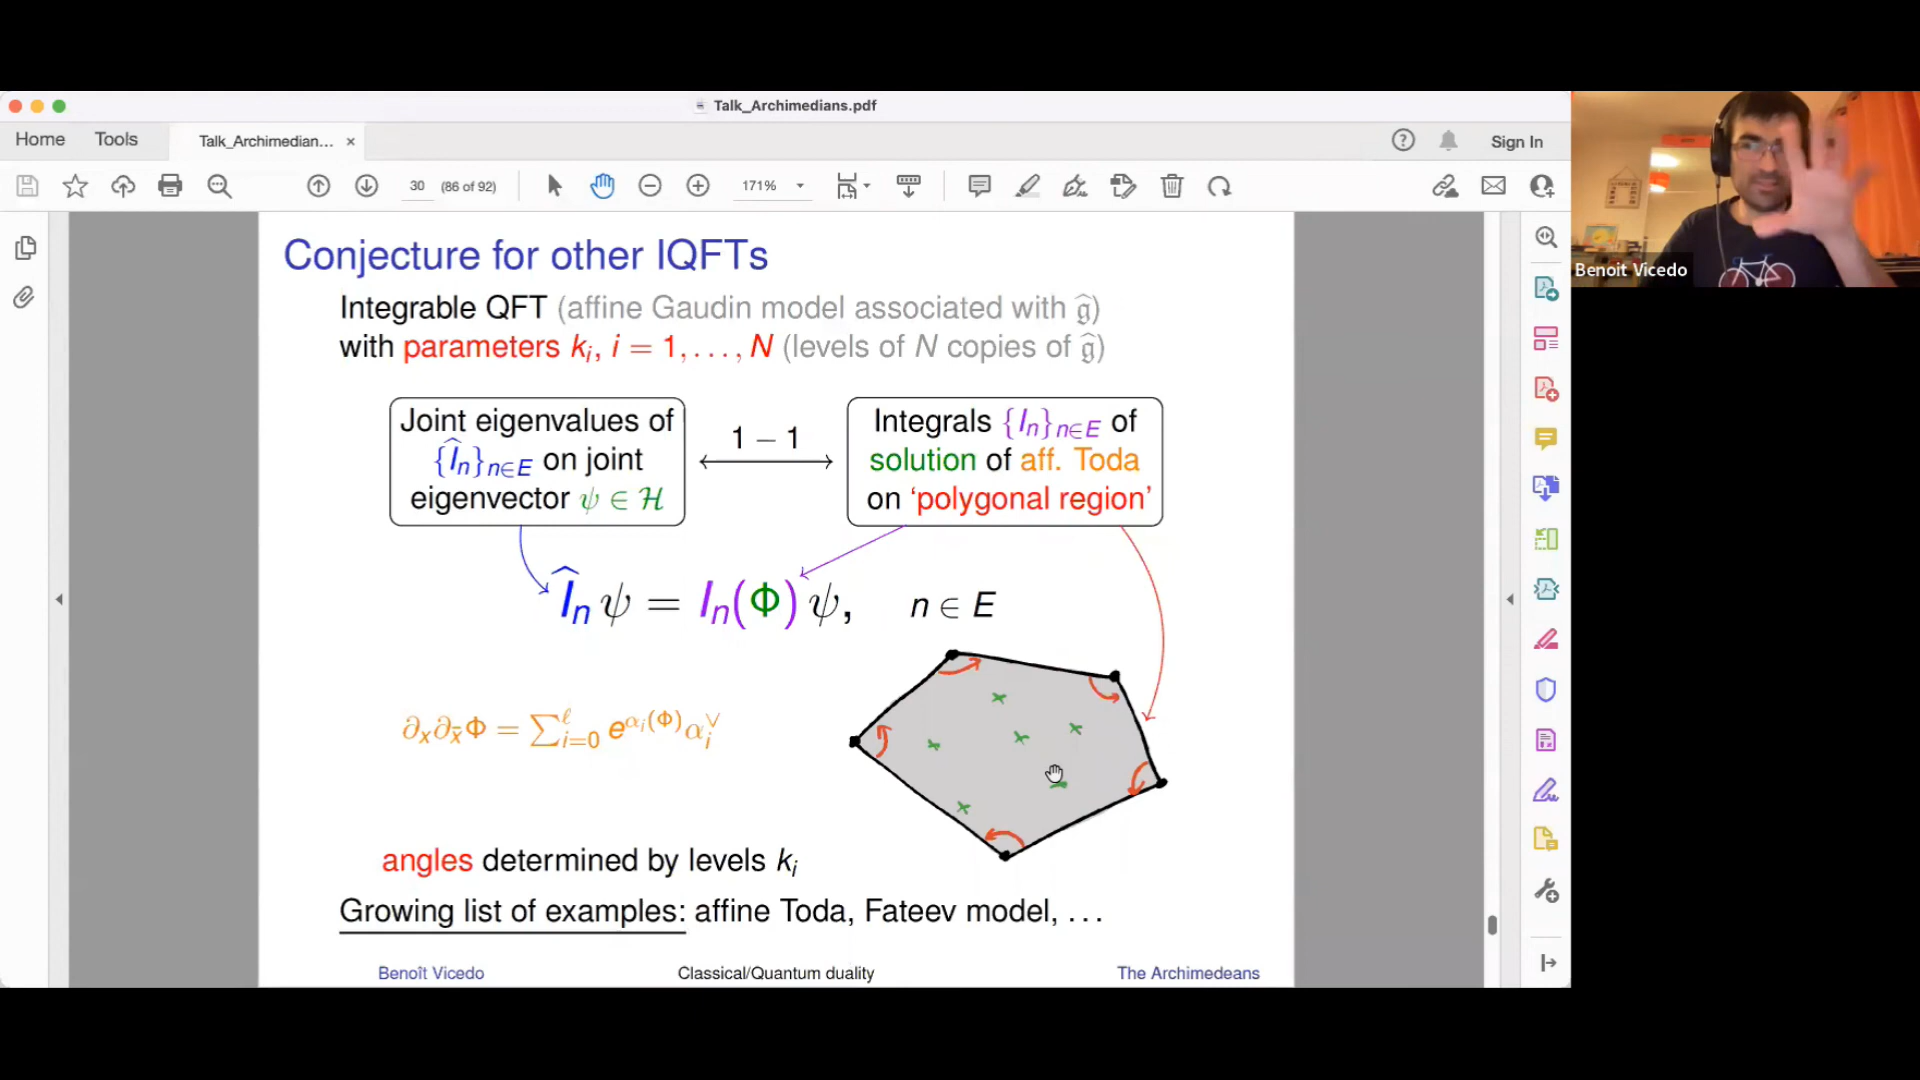 Talk_Archimedians.pdf
Home
Tools
Talk_Archimedian...
Sign In
30
(86 of 92)
171%
Benoit Vicedo
Conjecture for other IQFTs
Integrable QFT (affine Gaudin model associated with 𝔤̂)
with parameters kᵢ, i = 1, . . . , N (levels of N copies of 𝔤̂)
Joint eigenvalues of
{Îₙ}ₙ∈E on joint
eigenvector ψ ∈ ℋ
1 − 1
Integrals {Iₙ}ₙ∈E of
solution of aff. Toda
on ‘polygonal region’
Îₙ ψ = Iₙ(Φ) ψ, n ∈ E
∂ₓ∂ₓ̄Φ = ∑ᵢ₌₀^ℓ e^{αᵢ(Φ)} αᵢ^∨
angles determined by levels kᵢ
Growing list of examples: affine Toda, Fateev model, . . .
Benoît Vicedo
Classical/Quantum duality
The Archimedeans